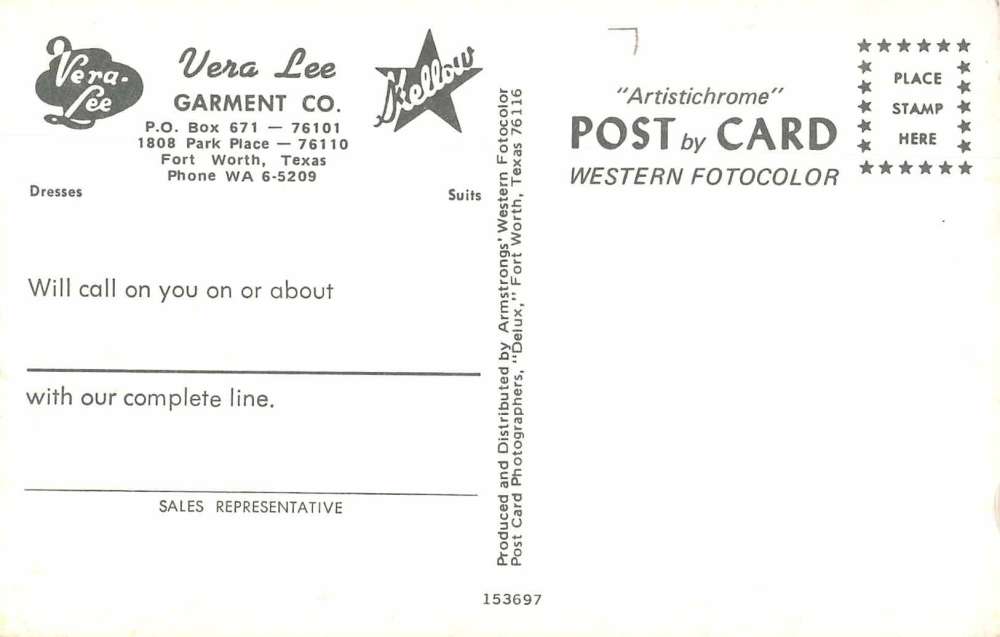 Vera-
Lee
Vera Lee
GARMENT CO.
P.O. Box 671 — 76101
1808 Park Place — 76110
Fort Worth, Texas
Phone WA 6-5209
Kellow
Dresses
Suits
Will call on you on or about
with our complete line.
SALES REPRESENTATIVE
Produced and Distributed by Armstrongs' Western Fotocolor
Post Card Photographers, "Delux," Fort Worth, Texas 76116
153697
"Artistichrome"
POST by CARD
WESTERN FOTOCOLOR
PLACE
STAMP
HERE